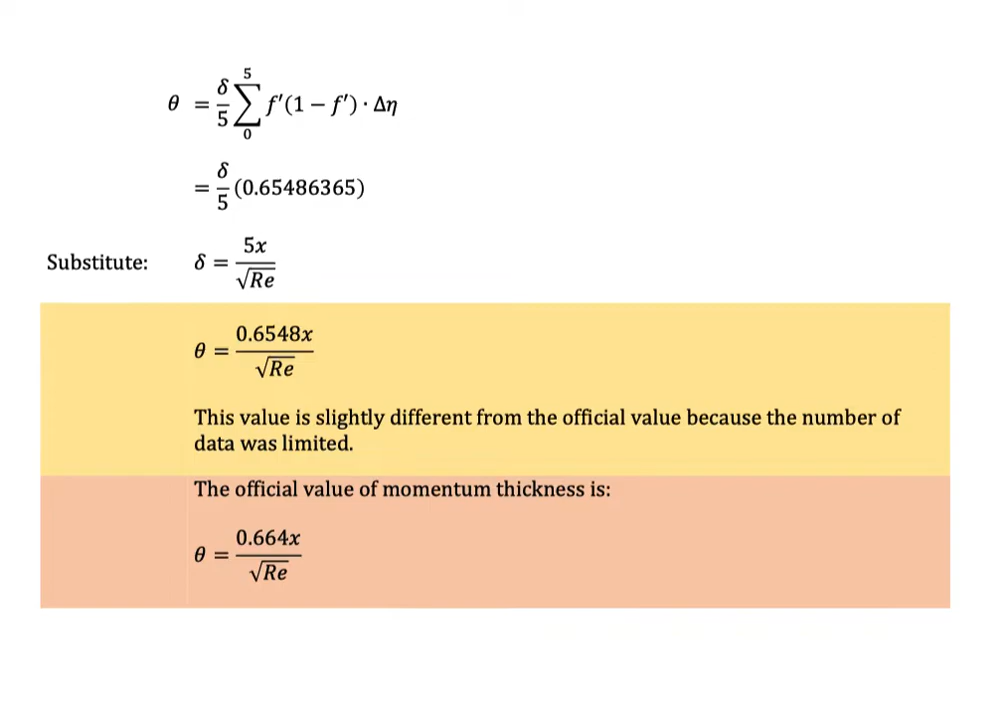 θ = δ/5 ∑₀⁵ f′(1 − f′) · Δη
= δ/5 (0.65486365)
Substitute: δ = 5x/√Re
θ = 0.6548x/√Re
This value is slightly different from the official value because the number of
data was limited.
The official value of momentum thickness is:
θ = 0.664x/√Re